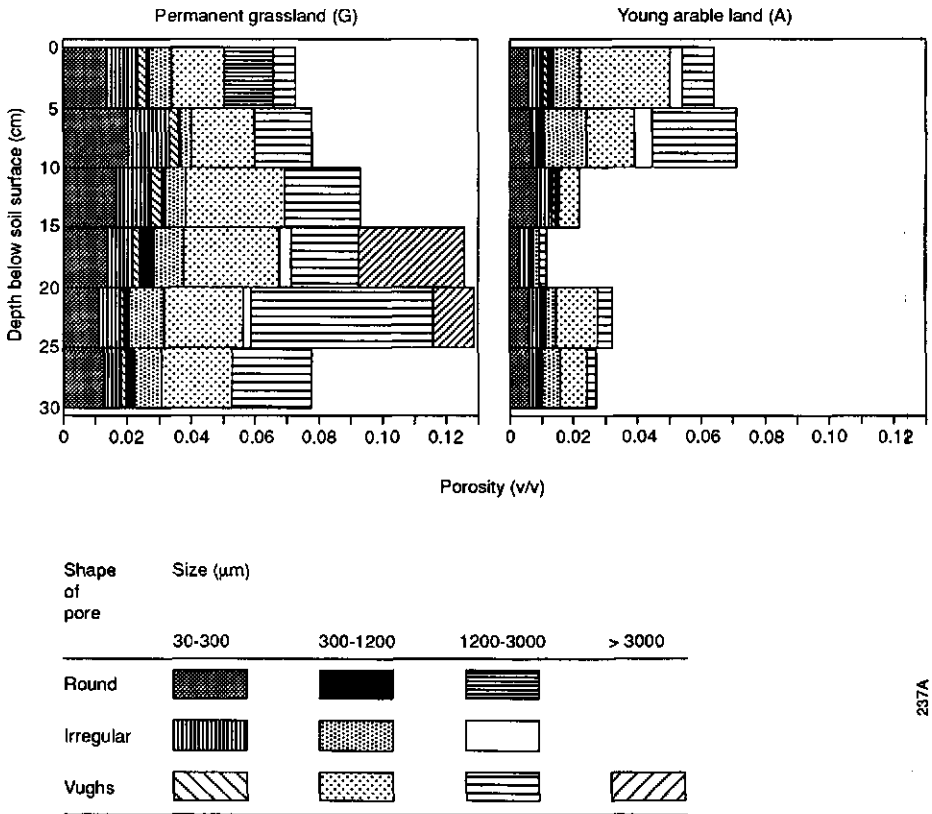 Permanent grassland (G)
Young arable land (A)
Depth below soil surface (cm)
0
5
10
15
20
25
30
0 0.02 0.04 0.06 0.08 0.10 0.12
0 0.02 0.04 0.06 0.08 0.10 0.12
Porosity (v/v)
Shape of pore
Size (μm)
30-300 300-1200 1200-3000 > 3000
Round
Irregular
Vughs
237A